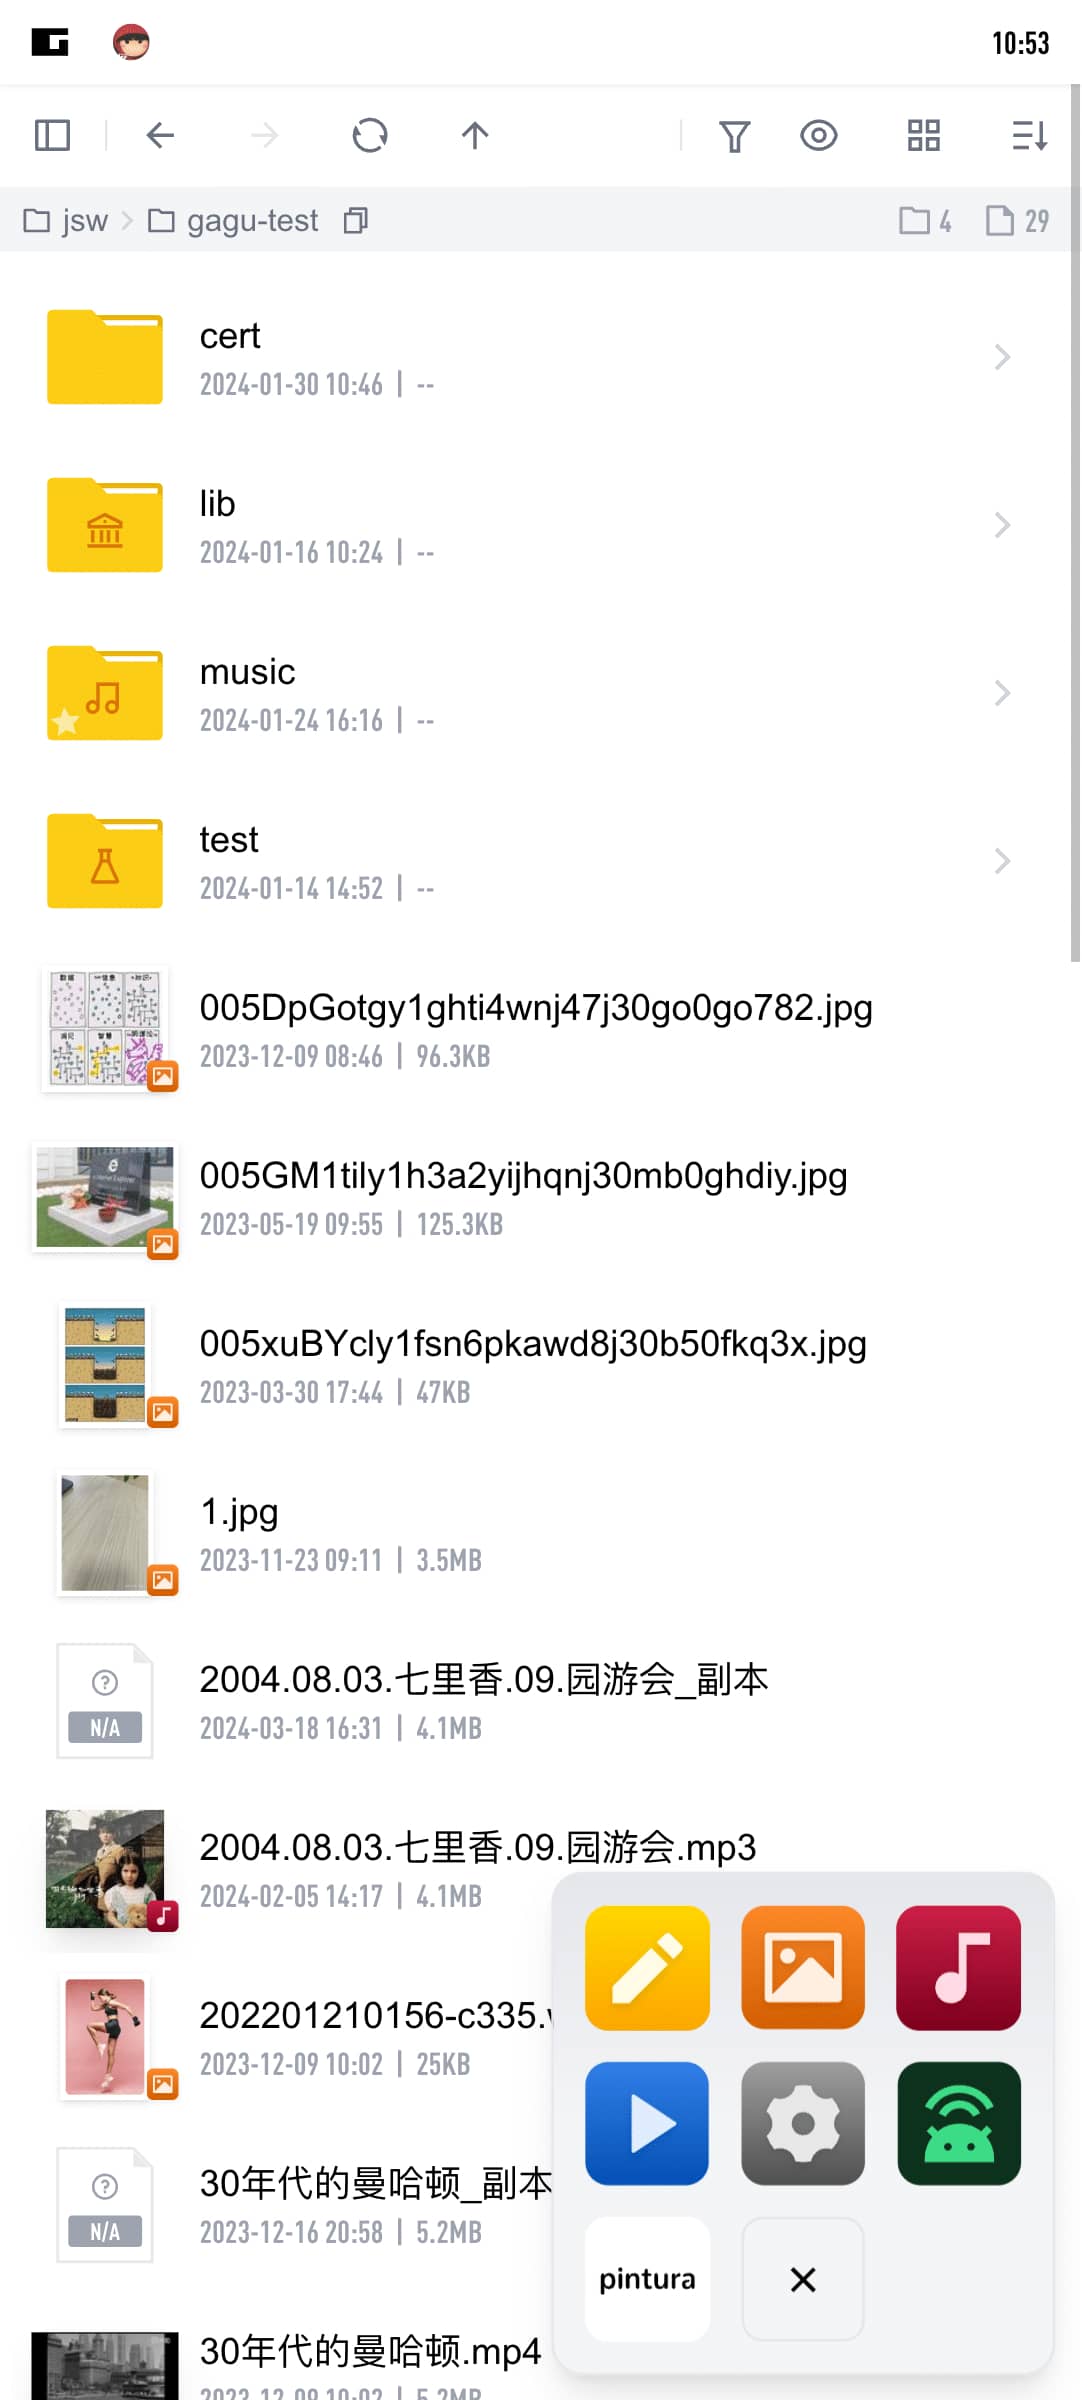 10:53
jsw
gagu-test
4
29
cert
2024-01-30 10:46 | --
lib
2024-01-16 10:24 | --
music
2024-01-24 16:16 | --
test
2024-01-14 14:52 | --
005DpGotgy1ghti4wnj47j30go0go782.jpg
2023-12-09 08:46 | 96.3KB
005GM1tily1h3a2yijhqnj30mb0ghdiy.jpg
2023-05-19 09:55 | 125.3KB
005xuBYcly1fsn6pkawd8j30b50fkq3x.jpg
2023-03-30 17:44 | 47KB
1.jpg
2023-11-23 09:11 | 3.5MB
N/A
2004.08.03.七里香.09.园游会_副本
2024-03-18 16:31 | 4.1MB
2004.08.03.七里香.09.园游会.mp3
2024-02-05 14:17 | 4.1MB
202201210156-c335.
2023-12-09 10:02 | 25KB
N/A
30年代的曼哈顿_副本
2023-12-16 20:58 | 5.2MB
30年代的曼哈顿.mp4
2023-12-09 10:02 | 5.2MB
pintura